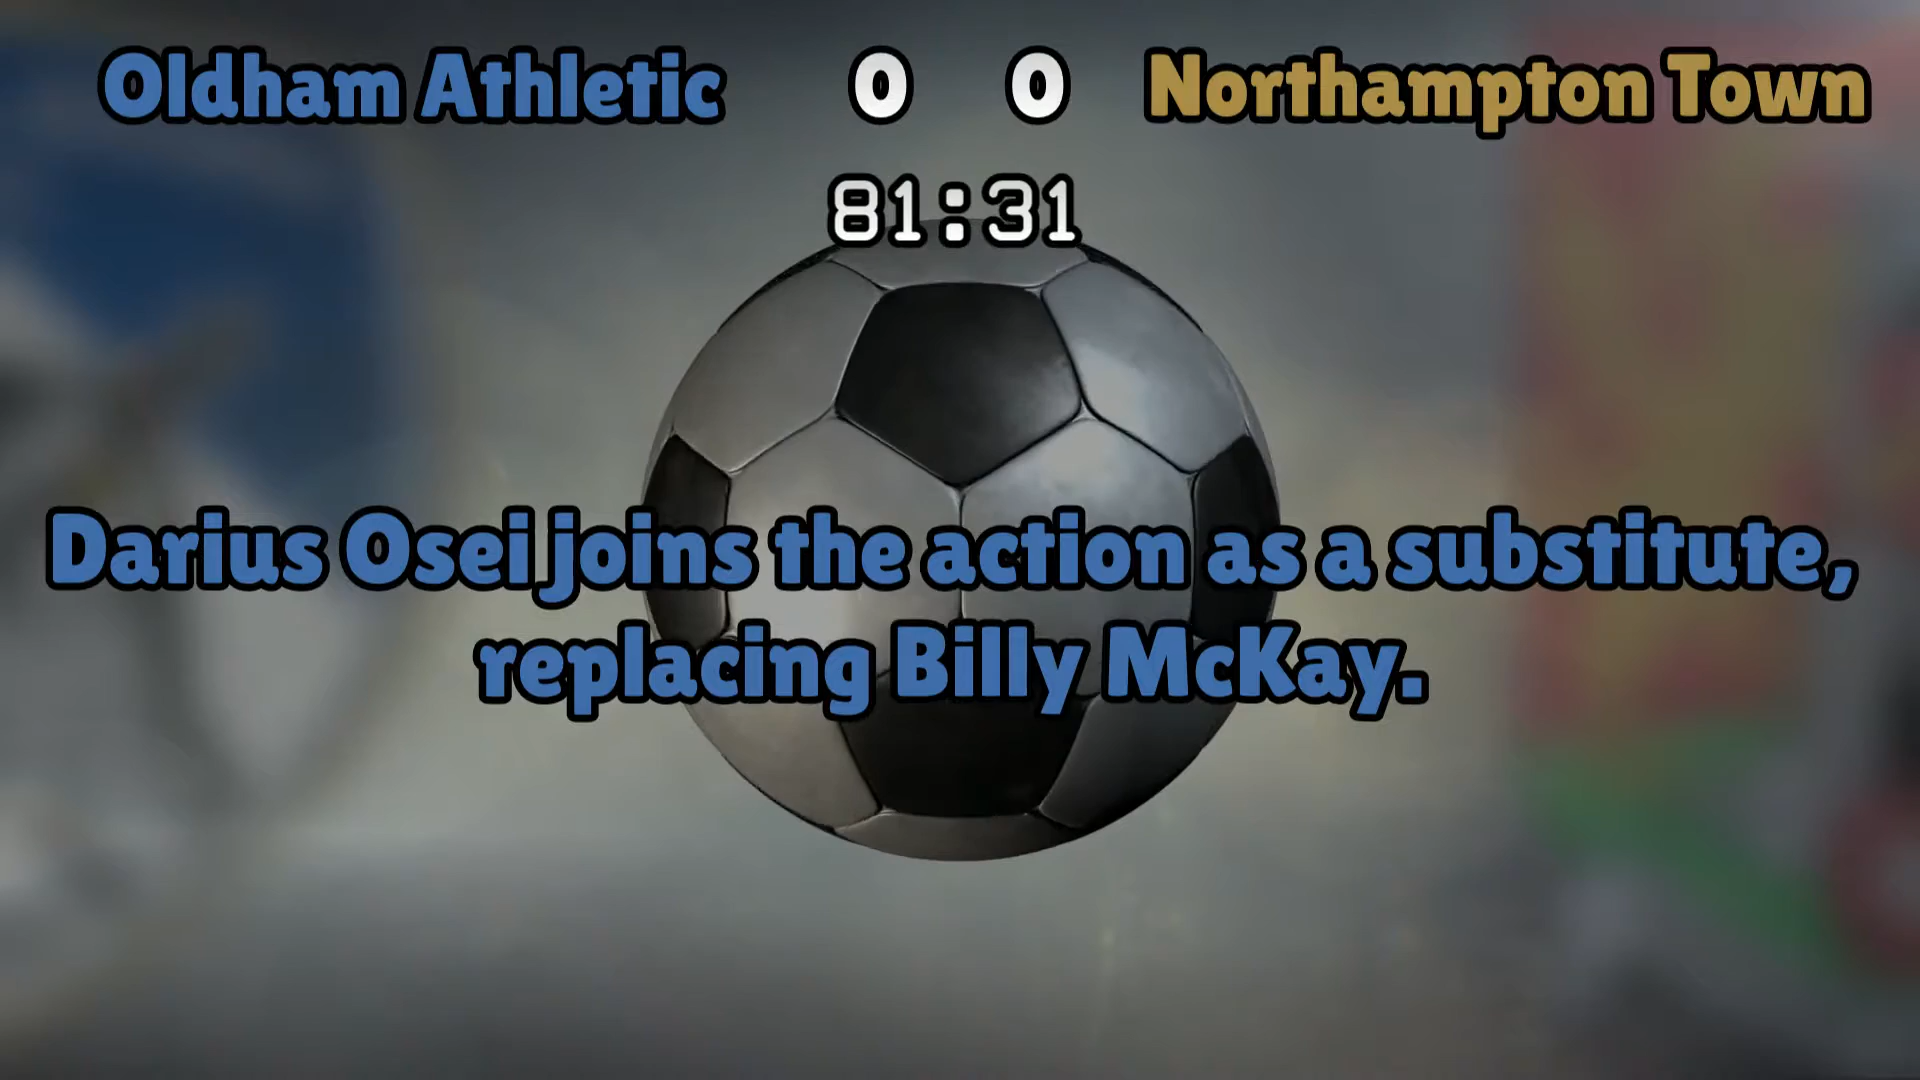 Oldham Athletic 0 0 Northampton Town
81:31
Darius Osei joins the action as a substitute,
replacing Billy McKay.